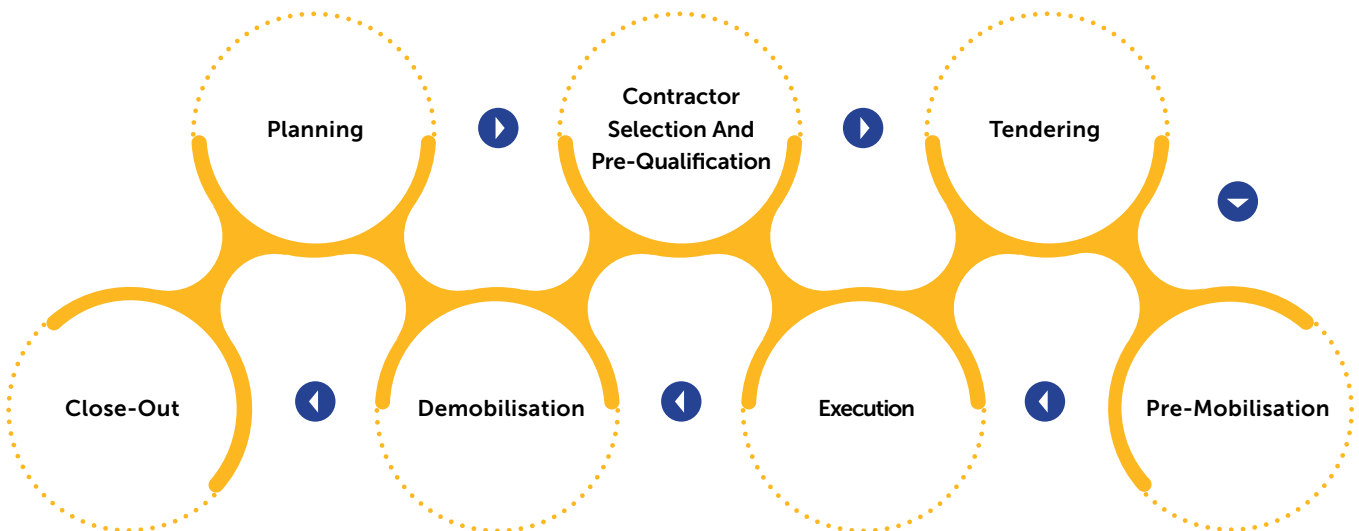 Planning
Contractor
Selection And
Pre-Qualification
Tendering
Close-Out
Demobilisation
Execution
Pre-Mobilisation